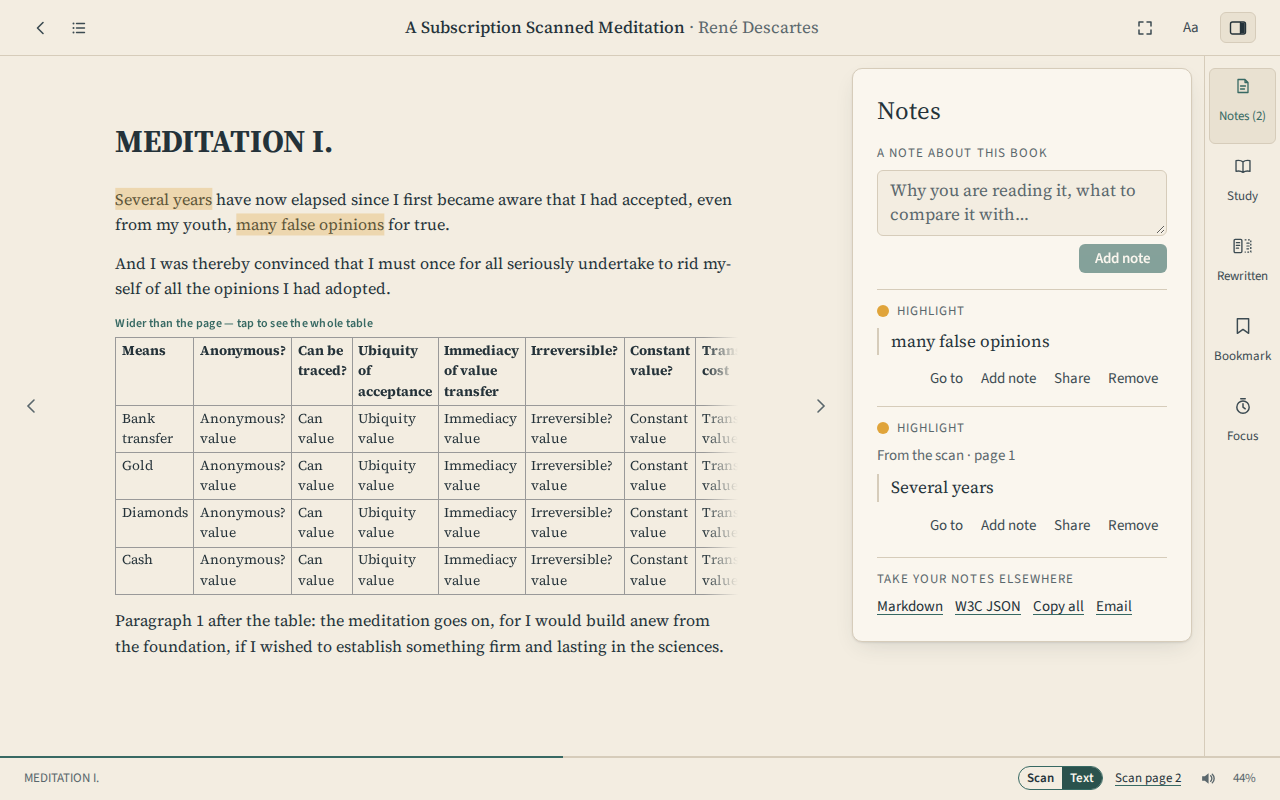 A Subscription Scanned Meditation · René Descartes
Aa
MEDITATION I.
Several years have now elapsed since I first became aware that I had accepted, even
from my youth, many false opinions for true.
And I was thereby convinced that I must once for all seriously undertake to rid my-
self of all the opinions I had adopted.
Wider than the page — tap to see the whole table
Means Anonymous? Can be traced? Ubiquity of acceptance Immediacy of value transfer Irreversible? Constant value? cost
Bank transfer Anonymous? value Can value Ubiquity value Immediacy value Irreversible? value Constant value value
Gold Anonymous? value Can value Ubiquity value Immediacy value Irreversible? value Constant value value
Diamonds Anonymous? value Can value Ubiquity value Immediacy value Irreversible? value Constant value value
Cash Anonymous? value Can value Ubiquity value Immediacy value Irreversible? value Constant value value
Paragraph 1 after the table: the meditation goes on, for I would build anew from
the foundation, if I wished to establish something firm and lasting in the sciences.
Notes
A NOTE ABOUT THIS BOOK
Why you are reading it, what to
compare it with…
Add note
HIGHLIGHT
many false opinions
Go to Add note Share Remove
HIGHLIGHT
From the scan · page 1
Several years
Go to Add note Share Remove
TAKE YOUR NOTES ELSEWHERE
Markdown W3C JSON Copy all Email
Notes (2)
Study
Rewritten
Bookmark
Focus
MEDITATION I.
Scan Text Scan page 2 44%